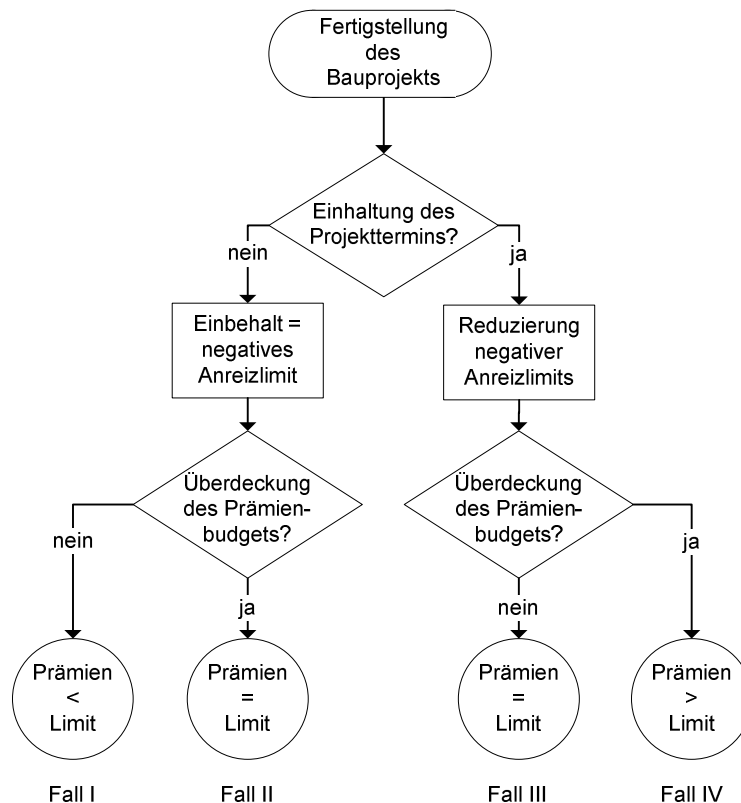 Fertigstellung
des
Bauprojekts
Einhaltung des
Projekttermins?
nein
ja
Einbehalt =
negatives
Anreizlimit
Reduzierung
negativer
Anreizlimits
Überdeckung
des Prämien-
budgets?
Überdeckung
des Prämien-
budgets?
nein
ja
nein
ja
Prämien
<
Limit
Prämien
=
Limit
Prämien
=
Limit
Prämien
>
Limit
Fall I
Fall II
Fall III
Fall IV